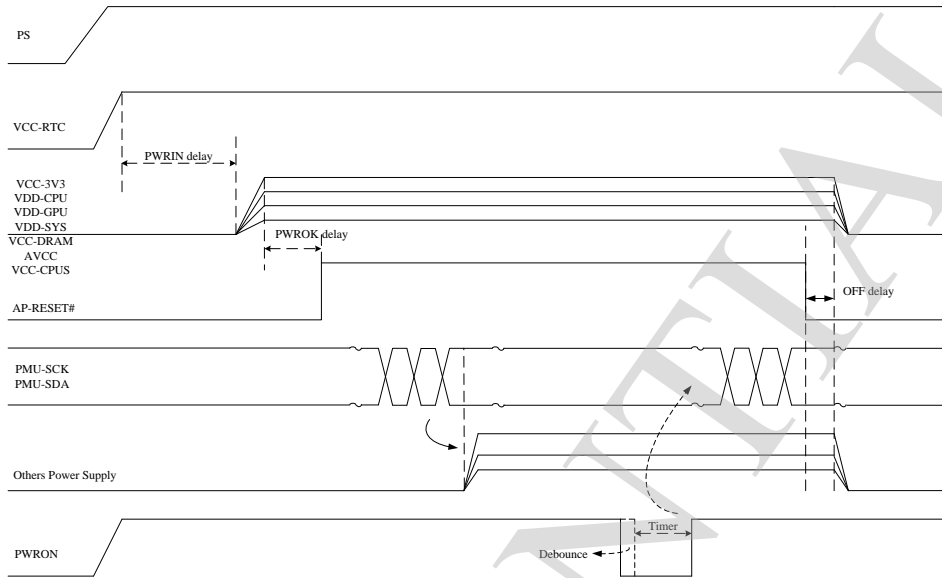 PS
VCC-RTC
PWRIN delay
VCC-3V3
VDD-CPU
VDD-GPU
VDD-SYS
VCC-DRAM
AVCC
VCC-CPUS
PWROK delay
OFF delay
AP-RESET#
PMU-SCK
PMU-SDA
Others Power Supply
Timer
PWRON
Debounce
NTIAL